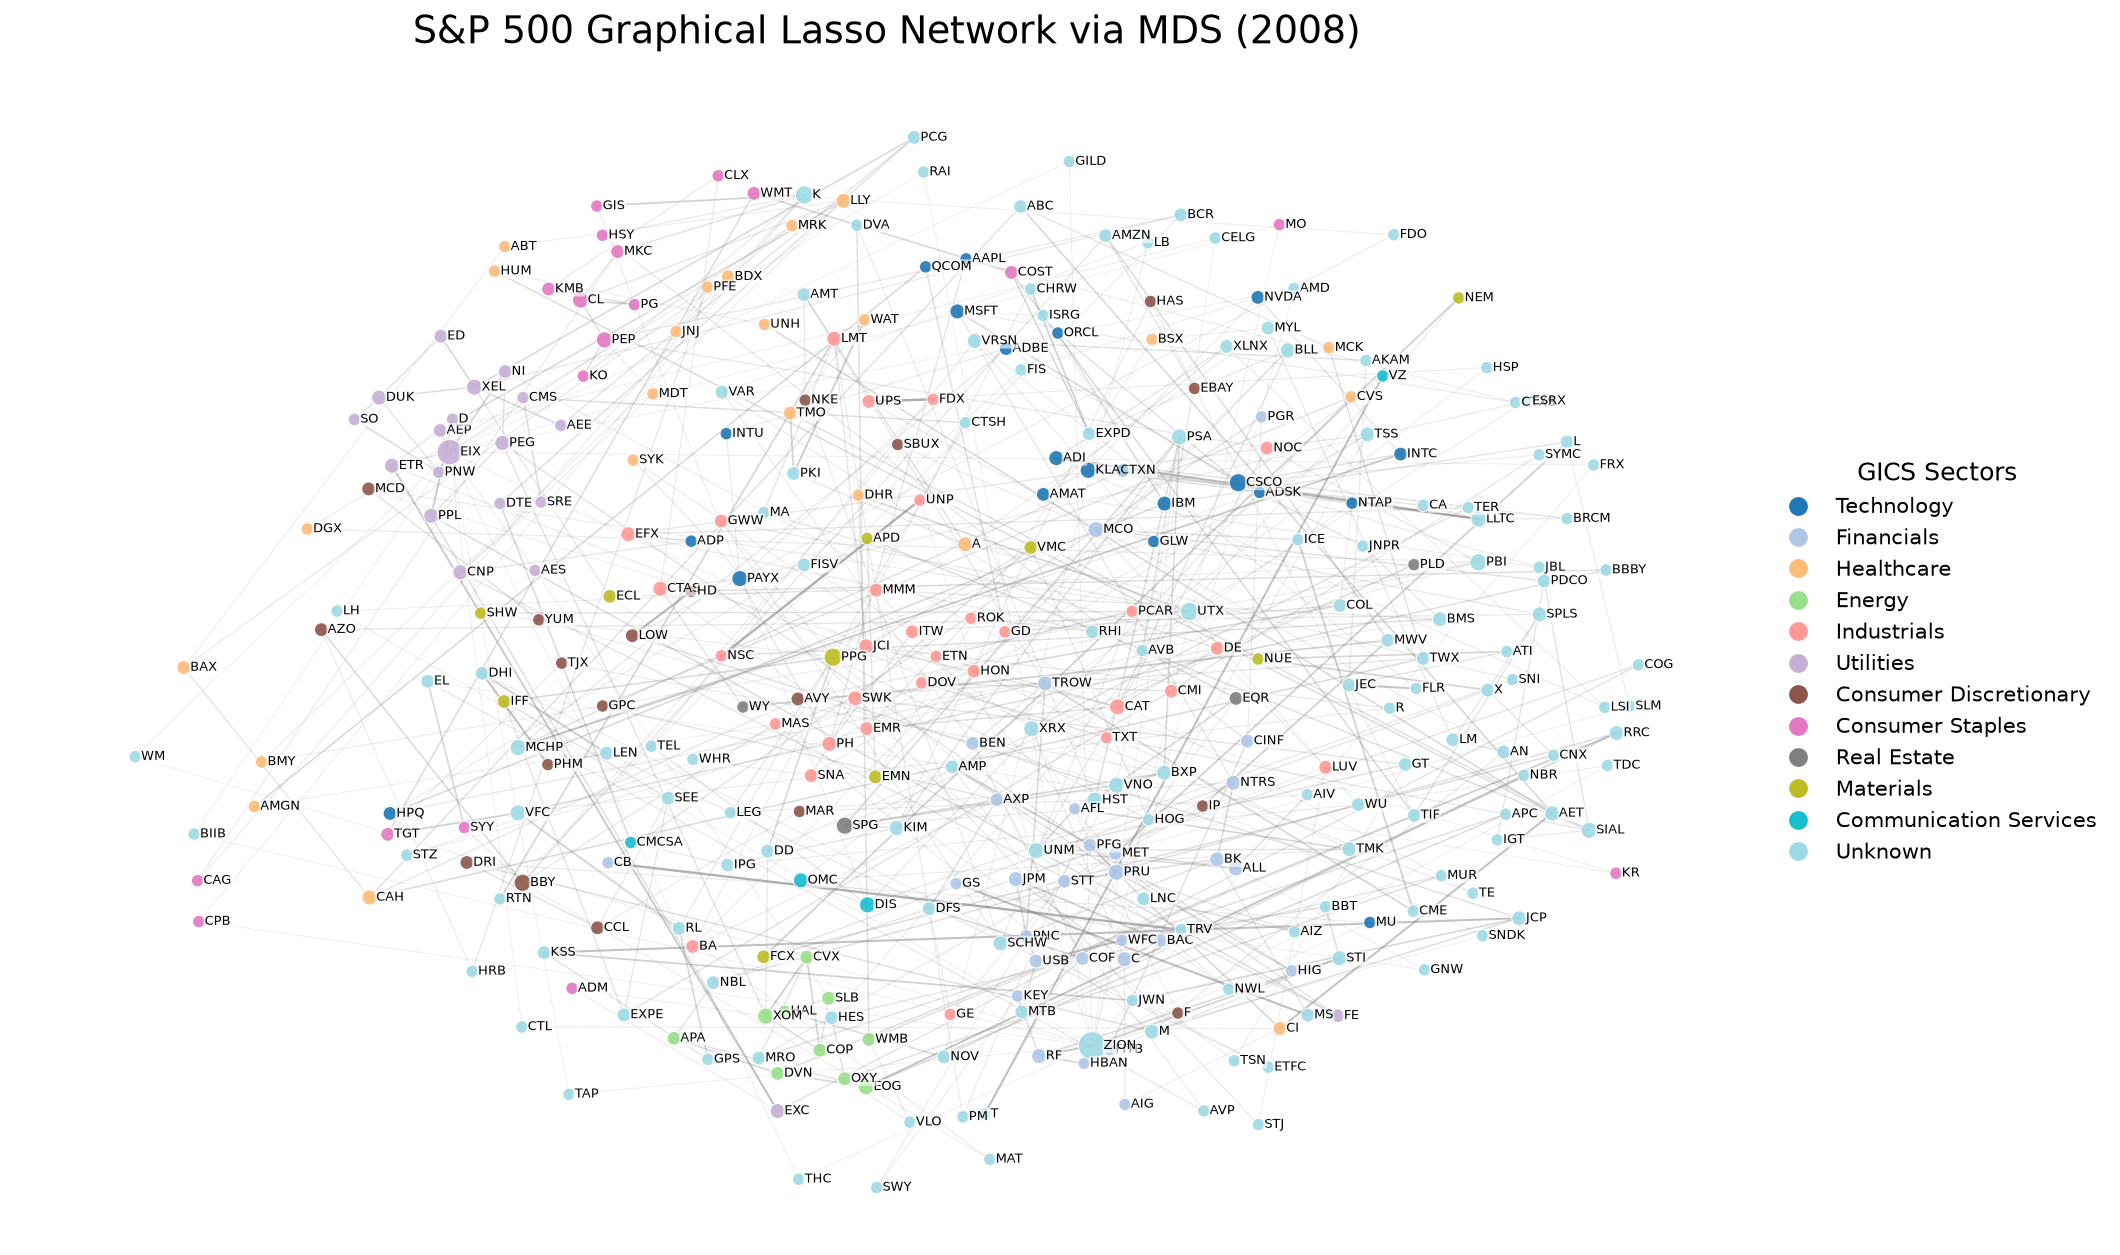 S&P 500 Graphical Lasso Network via MDS (2008)
PCG
GILD
RAI
CLX
WMT
K
LLY
GIS
ABC
BCR
MRK
DVA
MO
HSY
AMZN
LB
CELG
FDO
ABT
MKC
AAPL
QCOM
HUM
COST
BDX
KMB
PFE
CHRW
AMD
AMT
CL
PG
HAS
NVDA
NEM
MSFT
ISRG
UNH
WAT
MYL
JNJ
ORCL
ED
PEP
LMT
VRSN
BSX
ADBE
XLNX
BLL
MCK
AKAM
NI
FIS
HSP
KO
VZ
XEL
EBAY
DUK
CMS
MDT
VAR
NKE
UPS
FDX
CVS
ESRX
SO
D
TMO
PGR
AEE
CTSH
AEP
INTU
EXPD
PSA
TSS
PEG
SBUX
NOC
L
EIX
INTC
SYMC
SYK
ADI
ETR
FRX
PNW
PKI
KLAC
TXN
CSCO
MCD
DHR
AMAT
ADSK
DTE
SRE
UNP
IBM
NTAP
CA
TER
PPL
MA
GWW
LLTC
BRCM
DGX
MCO
EFX
ADP
APD
A
VMC
GLW
ICE
JNPR
CNP
AES
FISV
PLD
PBI
JBL
BBBY
PAYX
PDCO
CTAS
HD
MMM
ECL
COL
LH
SHW
PCAR
UTX
SPLS
YUM
ROK
BMS
AZO
LOW
ITW
GD
RHI
MWV
JCI
AVB
DE
ATI
NSC
PPG
ETN
NUE
TWX
BAX
TJX
COG
DHI
HON
EL
DOV
TROW
JEC
FLR
SNI
X
CMI
IFF
GPC
WY
AVY
SWK
CAT
EQR
R
LSI
SLM
MAS
EMR
XRX
RRC
TXT
MCHP
TEL
PH
BEN
CINF
LM
LEN
AN
CNX
WM
BMY
PHM
WHR
AMP
GT
TDC
SNA
EMN
BXP
LUV
NBR
VNO
NTRS
AMGN
SEE
AXP
HST
AIV
HPQ
VFC
LEG
MAR
AFL
IP
WU
TIF
APC
AET
SYY
SPG
KIM
HOG
TGT
BIIB
SIAL
CMCSA
PFG
IGT
STZ
DD
UNM
MET
TMK
DRI
CB
IPG
BK
ALL
PRU
KR
CAG
BBY
OMC
GS
JPM
STT
MUR
CAH
RTN
DIS
DFS
LNC
TE
BBT
CME
CPB
CCL
RL
TRV
MU
JCP
PNC
AIZ
SNDK
BA
SCHW
WFC
BAC
KSS
FCX
CVX
USB
COF
C
STI
HRB
HIG
GNW
NBL
ADM
SLB
KEY
JWN
NWL
EXPE
XOM
HAL
HES
MTB
GE
F
MS
FE
CTL
M
CI
APA
WMB
ZION
GPS
MRO
COP
NOV
RF
HBAN
TSN
ETFC
DVN
OXY
EOG
TAP
EXC
AIG
AVP
VLO
PM
T
STJ
MAT
THC
SWY
GICS Sectors
Technology
Financials
Healthcare
Energy
Industrials
Utilities
Consumer Discretionary
Consumer Staples
Real Estate
Materials
Communication Services
Unknown